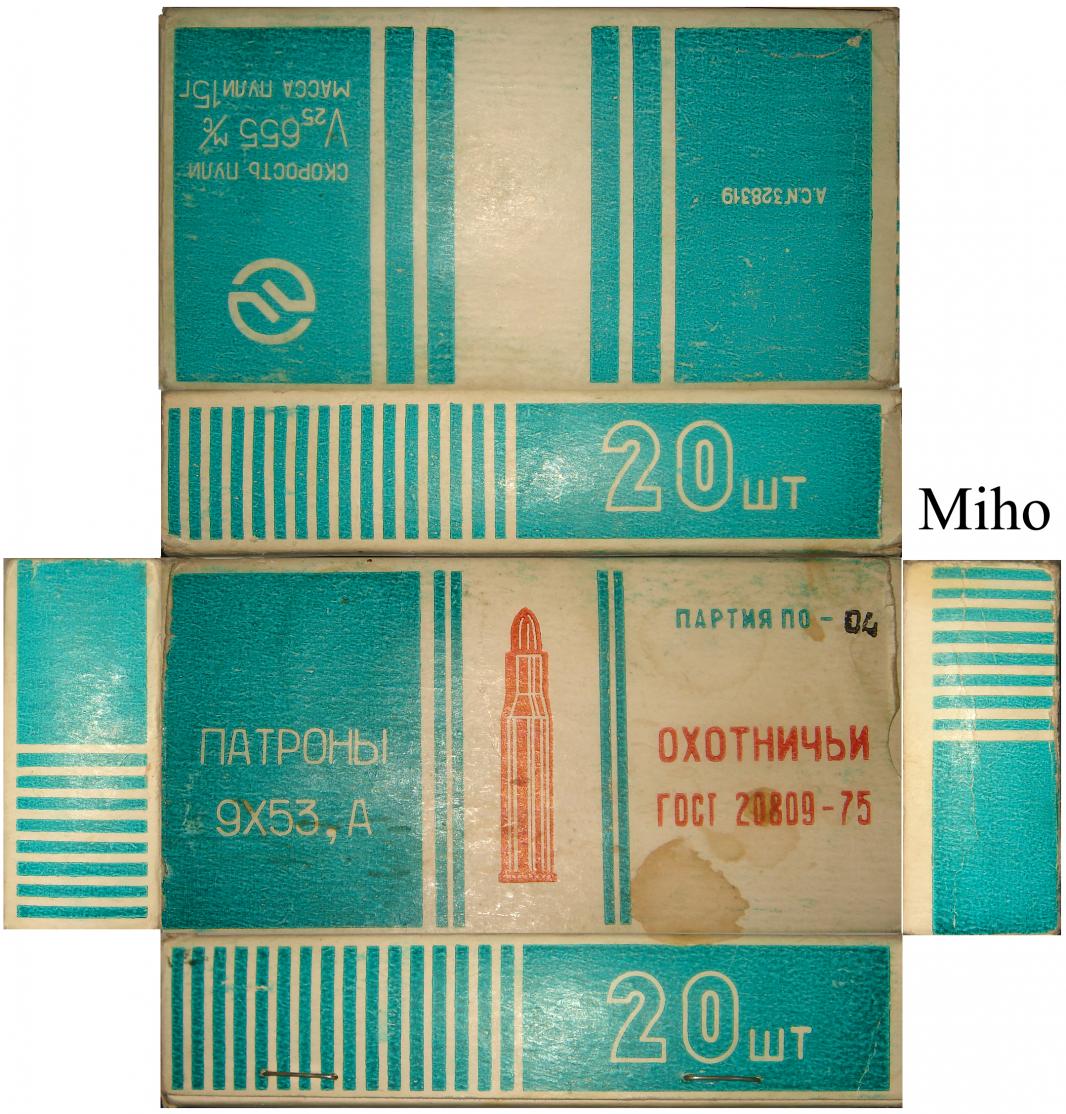 СКОРОСТЬ ПУЛИ
V25 655 м/с
МАССА ПУЛИ 15г
А.С.N°328319
20 шт
Miho
ПАРТИЯ ПО - 04
ПАТРОНЫ
9Х53, А
ОХОТНИЧЬИ
ГОСТ 20809-75
20 шт